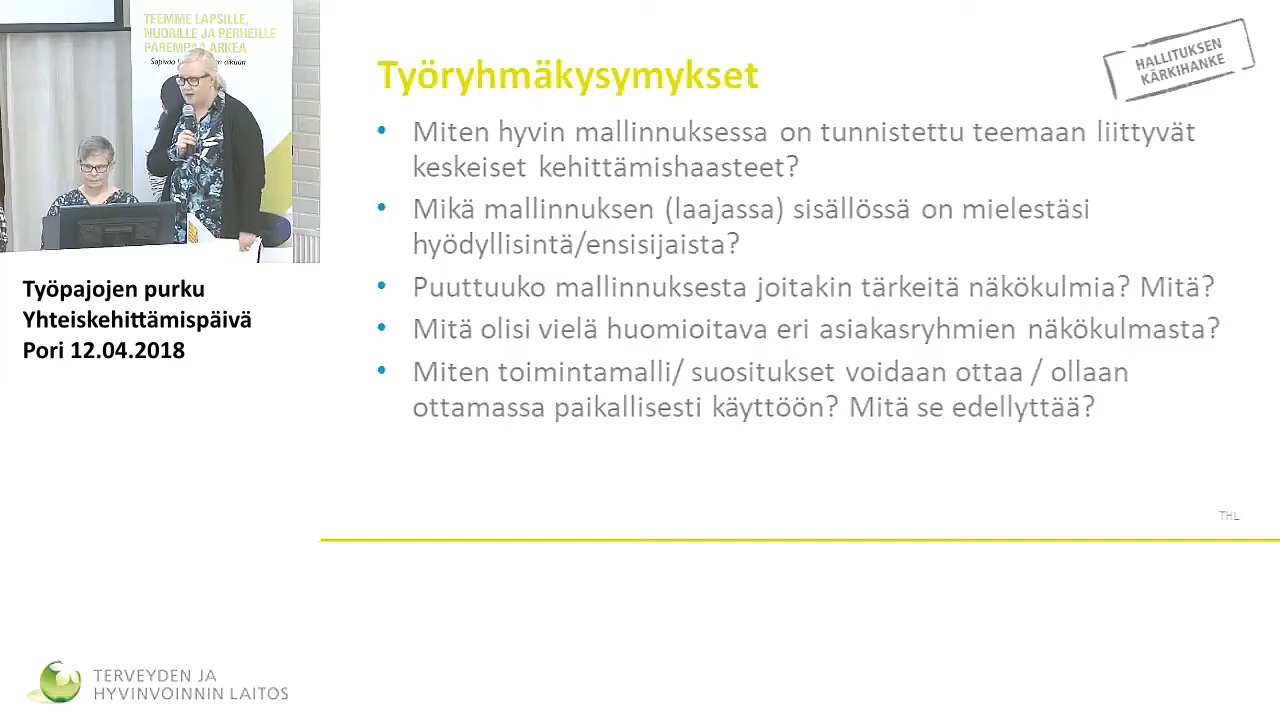 TEEMME LAPSILLE,
NUORILLE JA PERHEILLE
PAREMPAA ARKEA
Työpajojen purku
Yhteiskehittämispäivä
Pori 12.04.2018
Työryhmäkysymykset
HALLITUKSEN
KÄRKIHANKE
• Miten hyvin mallinnuksessa on tunnistettu teemaan liittyvät
keskeiset kehittämishaasteet?
• Mikä mallinnuksen (laajassa) sisällössä on mielestäsi
hyödyllisintä/ensisijaista?
• Puuttuuko mallinnuksesta joitakin tärkeitä näkökulmia? Mitä?
• Mitä olisi vielä huomioitava eri asiakasryhmien näkökulmasta?
• Miten toimintamalli/ suositukset voidaan ottaa / ollaan
ottamassa paikallisesti käyttöön? Mitä se edellyttää?
THL
TERVEYDEN JA
HYVINVOINNIN LAITOS